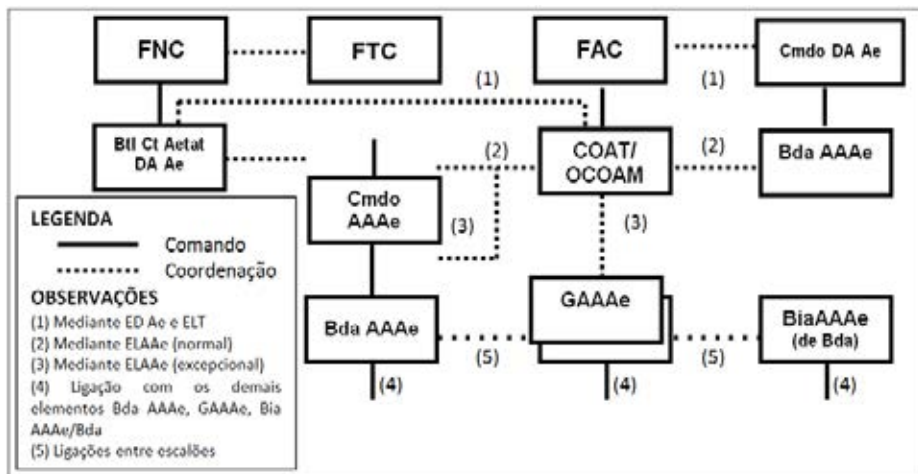 FNC
FTC
FAC
Cmdo DA Ae
(1)
(1)
Btl Ct Aetat
DA Ae
(2)
COAT/
OCOAM
(2)
Bda AAAe
Cmdo
AAAe
(3)
(3)
LEGENDA
Comando
Coordenação
OBSERVAÇÕES
(1) Mediante ED Ae e ELT
(2) Mediante ELAAe (normal)
(3) Mediante ELAAe (excepcional)
(4) Ligação com os demais
elementos Bda AAAe, GAAAe, Bia
AAAe/Bda
(5) Ligações entre escalões
Bda AAAe
(5)
GAAAe
(5)
BiaAAAe
(de Bda)
(4)
(4)
(4)